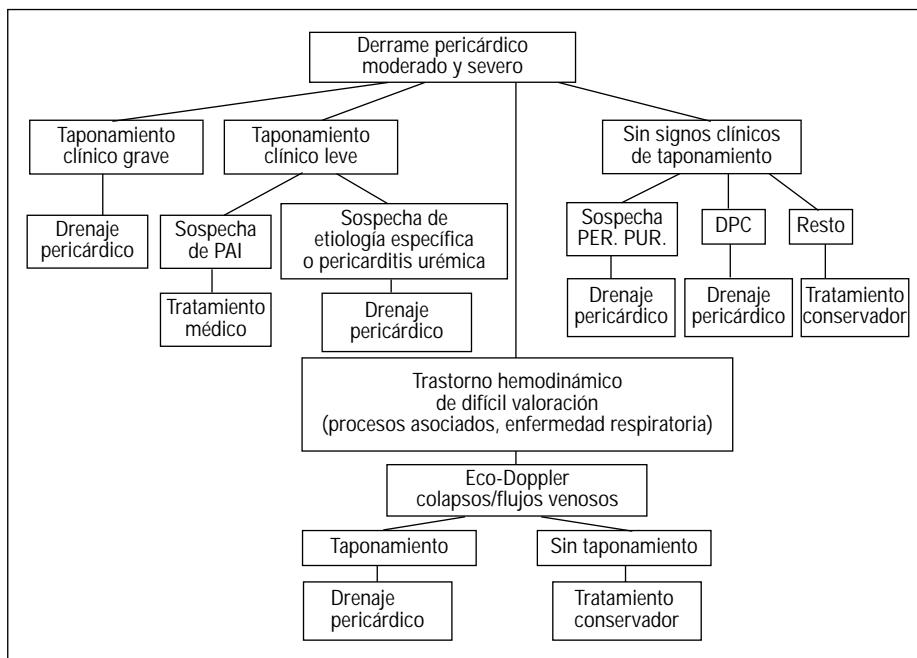 Derrame pericárdico
moderado y severo
Taponamiento
clínico grave
Taponamiento
clínico leve
Sin signos clínicos
de taponamiento
Drenaje
pericárdico
Sospecha
de PAI
Sospecha de
etiología específica
o pericarditis urémica
Sospecha
PER. PUR.
DPC
Resto
Tratamiento
médico
Drenaje
pericárdico
Drenaje
pericárdico
Drenaje
pericárdico
Tratamiento
conservador
Trastorno hemodinámico
de difícil valoración
(procesos asociados, enfermedad respiratoria)
Eco-Doppler
colapsos/flujos venosos
Taponamiento
Sin taponamiento
Drenaje
pericárdico
Tratamiento
conservador